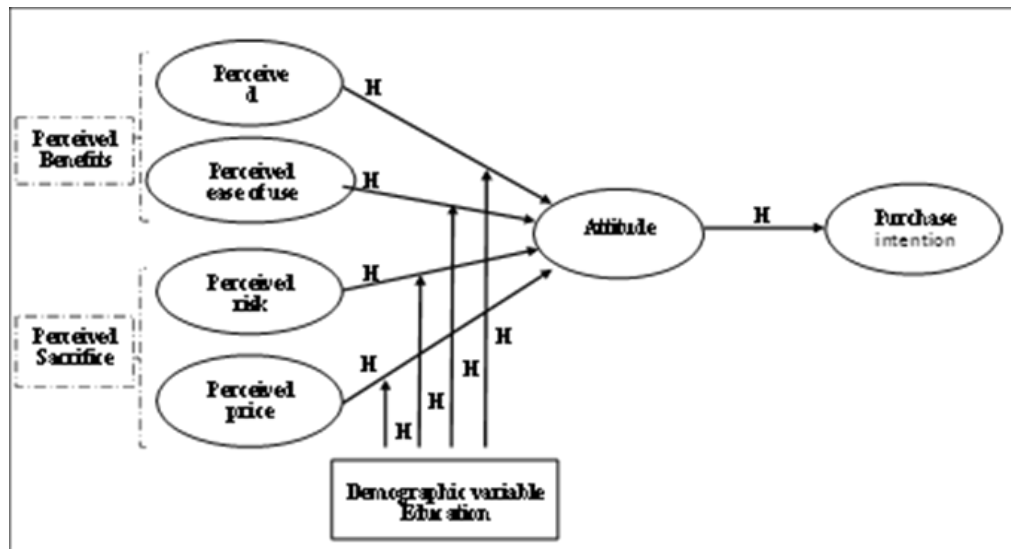 Perceive
d
H
Perceived
Benefits
Perceived
ease of use
H
Attitude
H
Purchase
intention
Perceived
risk
H
Perceived
Sacrifice
Perceived
price
H
H
H
H
H
Demographic variable
Education